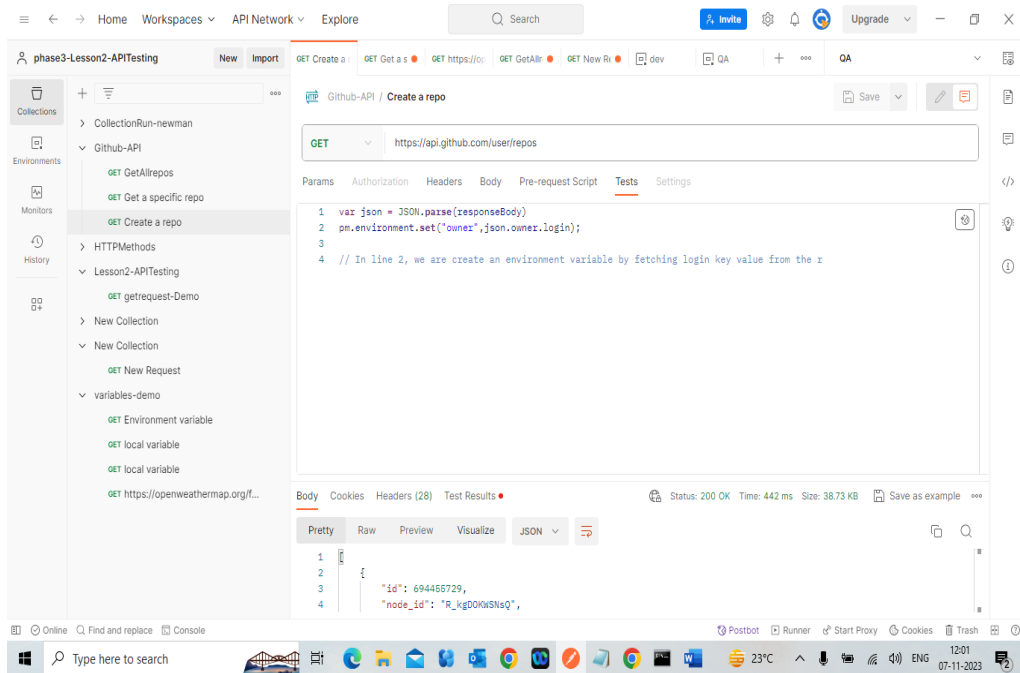 Home Workspaces API Network Explore Search Invite Upgrade
phase3-Lesson2-APITesting New Import GET Create a GET Get a s GET https://op GET GetAllr GET New R dev QA QA
Collections
Environments
Monitors
History
CollectionRun-newman
Github-API
GET GetAllrepos
GET Get a specific repo
GET Create a repo
HTTPMethods
Lesson2-APITesting
GET getrequest-Demo
New Collection
New Collection
GET New Request
variables-demo
GET Environment variable
GET local variable
GET local variable
GET https://openweathermap.org/f...
HTTP Github-API / Create a repo Save
GET https://api.github.com/user/repos
Params Authorization Headers Body Pre-request Script Tests Settings
1 var json = JSON.parse(responseBody)
2 pm.environment.set("owner",json.owner.login);
3
4 // In line 2, we are create an environment variable by fetching login key value from the r
Body Cookies Headers (28) Test Results Status: 200 OK Time: 442 ms Size: 38.73 KB Save as example
Pretty Raw Preview Visualize JSON
1 [
2 {
3 "id": 694455729,
4 "node_id": "R_kgDOKWSNsQ",
Online Find and replace Console Postbot Runner Start Proxy Cookies Trash
Type here to search 23°C ENG 12:01
07-11-2023 2